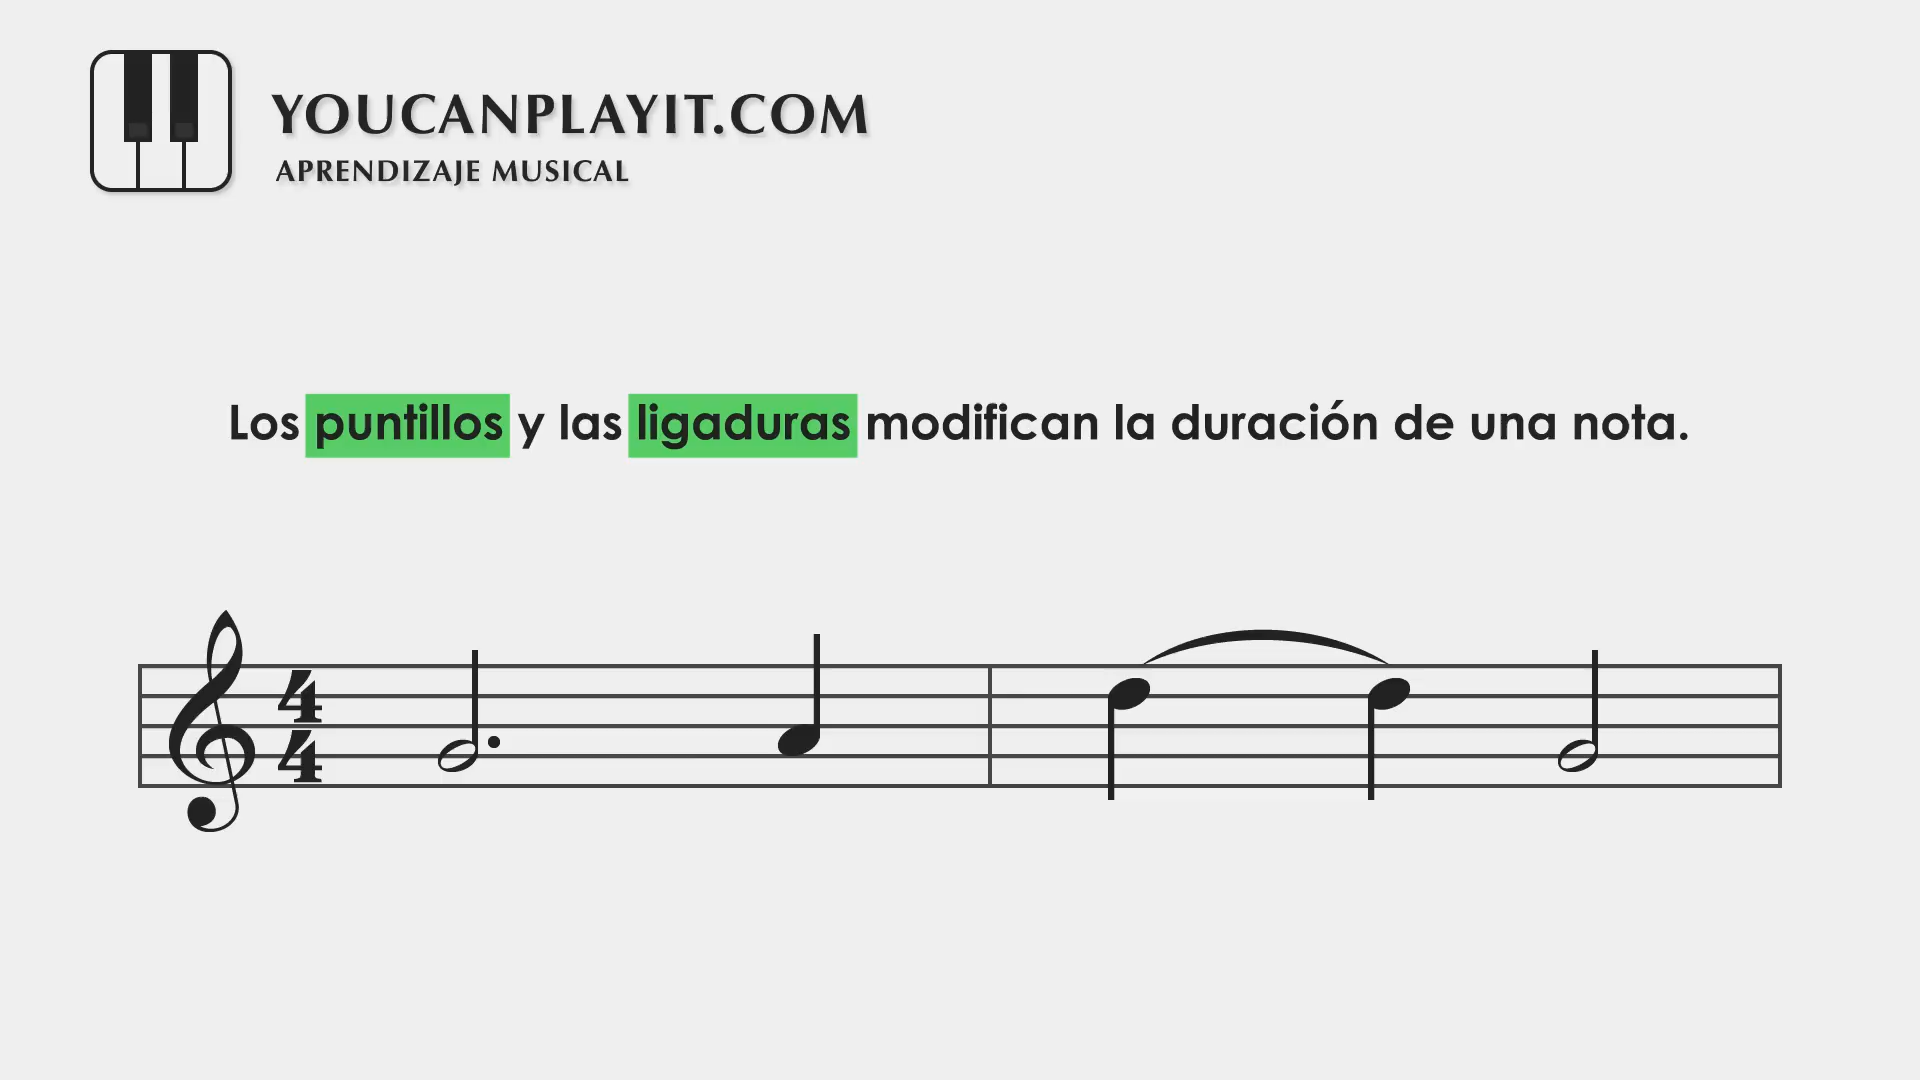 YOUCANPLAYIT.COM
APRENDIZAJE MUSICAL
Los puntillos y las ligaduras modifican la duración de una nota.
4
4